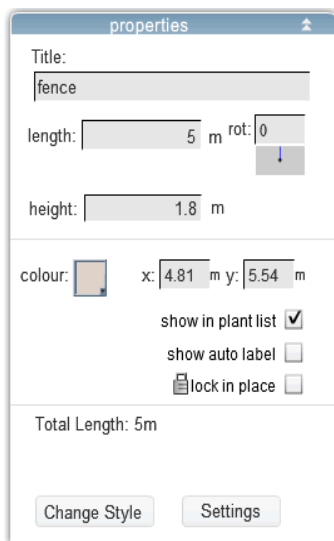 properties
Title:
fence
length: 5 m rot: 0
height: 1.8 m
colour: x: 4.81 m y: 5.54 m
show in plant list
show auto label
lock in place
Total Length: 5m
Change Style Settings